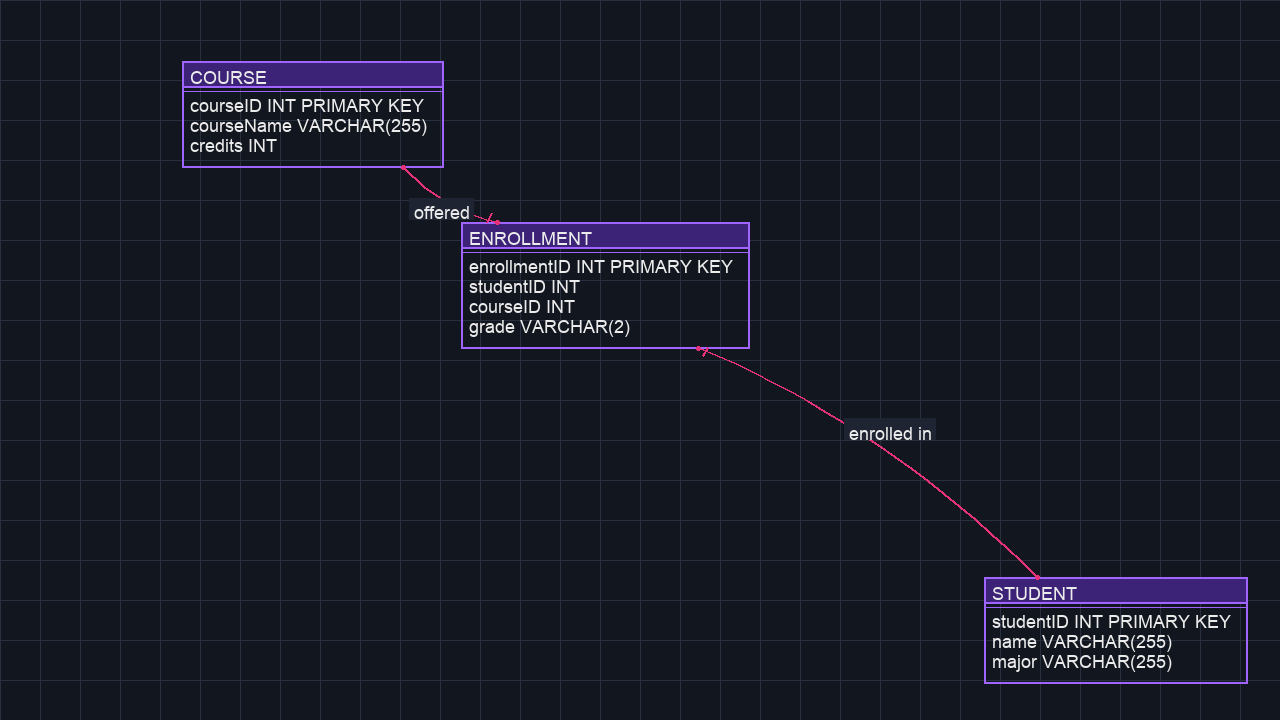 COURSE
courseID INT PRIMARY KEY
courseName VARCHAR(255)
credits INT
offered
ENROLLMENT
enrollmentID INT PRIMARY KEY
studentID INT
courseID INT
grade VARCHAR(2)
enrolled in
STUDENT
studentID INT PRIMARY KEY
name VARCHAR(255)
major VARCHAR(255)